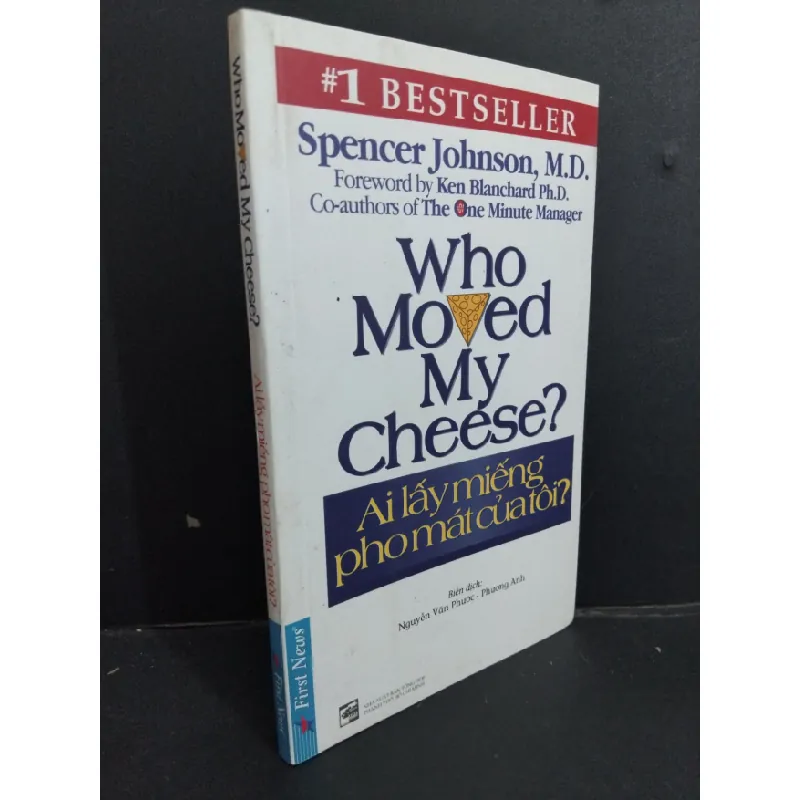 #1 BESTSELLER
Spencer Johnson, M.D.
Foreword by Ken Blanchard Ph.D.
Co-authors of The One Minute Manager
Who
Moved
My
Cheese?
Ai lấy miếng
pho mát của tôi?
Biên dịch:
Nguyễn Văn Phước - Phương Anh
Who Moved My Cheese?
Ai lấy miếng pho mát của tôi?
First News
First News